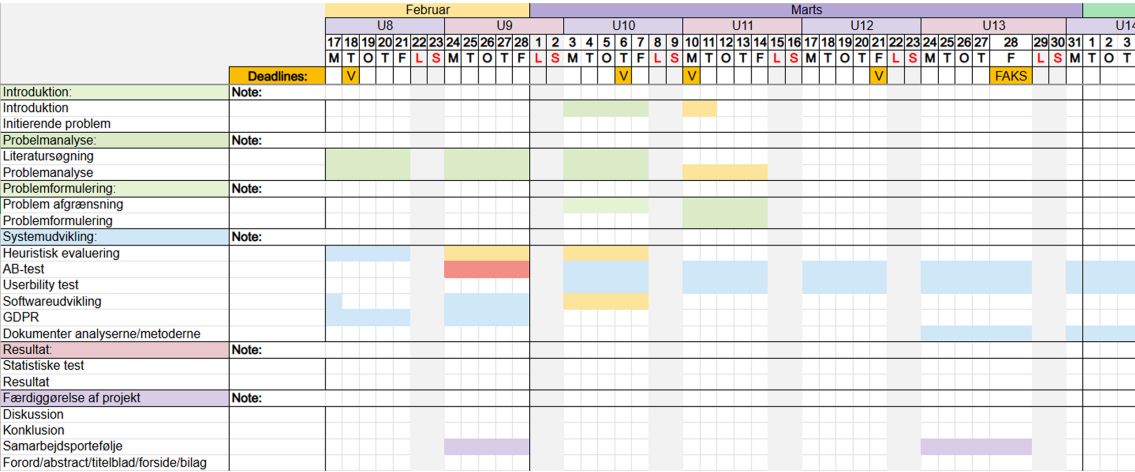 Februar Marts
U8 U9 U10 U11 U12 U13 U14
17 18 19 20 21 22 23 24 25 26 27 28 1 2 3 4 5 6 7 8 9 10 11 12 13 14 15 16 17 18 19 20 21 22 23 24 25 26 27 28 29 30 31 1 2 3
M T O T F L S M T O T F L S M T O T F L S M T O T F L S M T O T F L S M T O T F L S M T O T
Deadlines: V V V V FAKS
Introduktion: Note:
Introduktion
Initierende problem
Probelmanalyse: Note:
Literatursøgning
Problemanalyse
Problemformulering: Note:
Problem afgrænsning
Problemformulering
Systemudvikling: Note:
Heuristisk evaluering
AB-test
Userbility test
Softwareudvikling
GDPR
Dokumenter analyserne/metoderne
Resultat: Note:
Statistiske test
Resultat
Færdiggørelse af projekt Note:
Diskussion
Konklusion
Samarbejdsportefølje
Forord/abstract/titelblad/forside/bilag